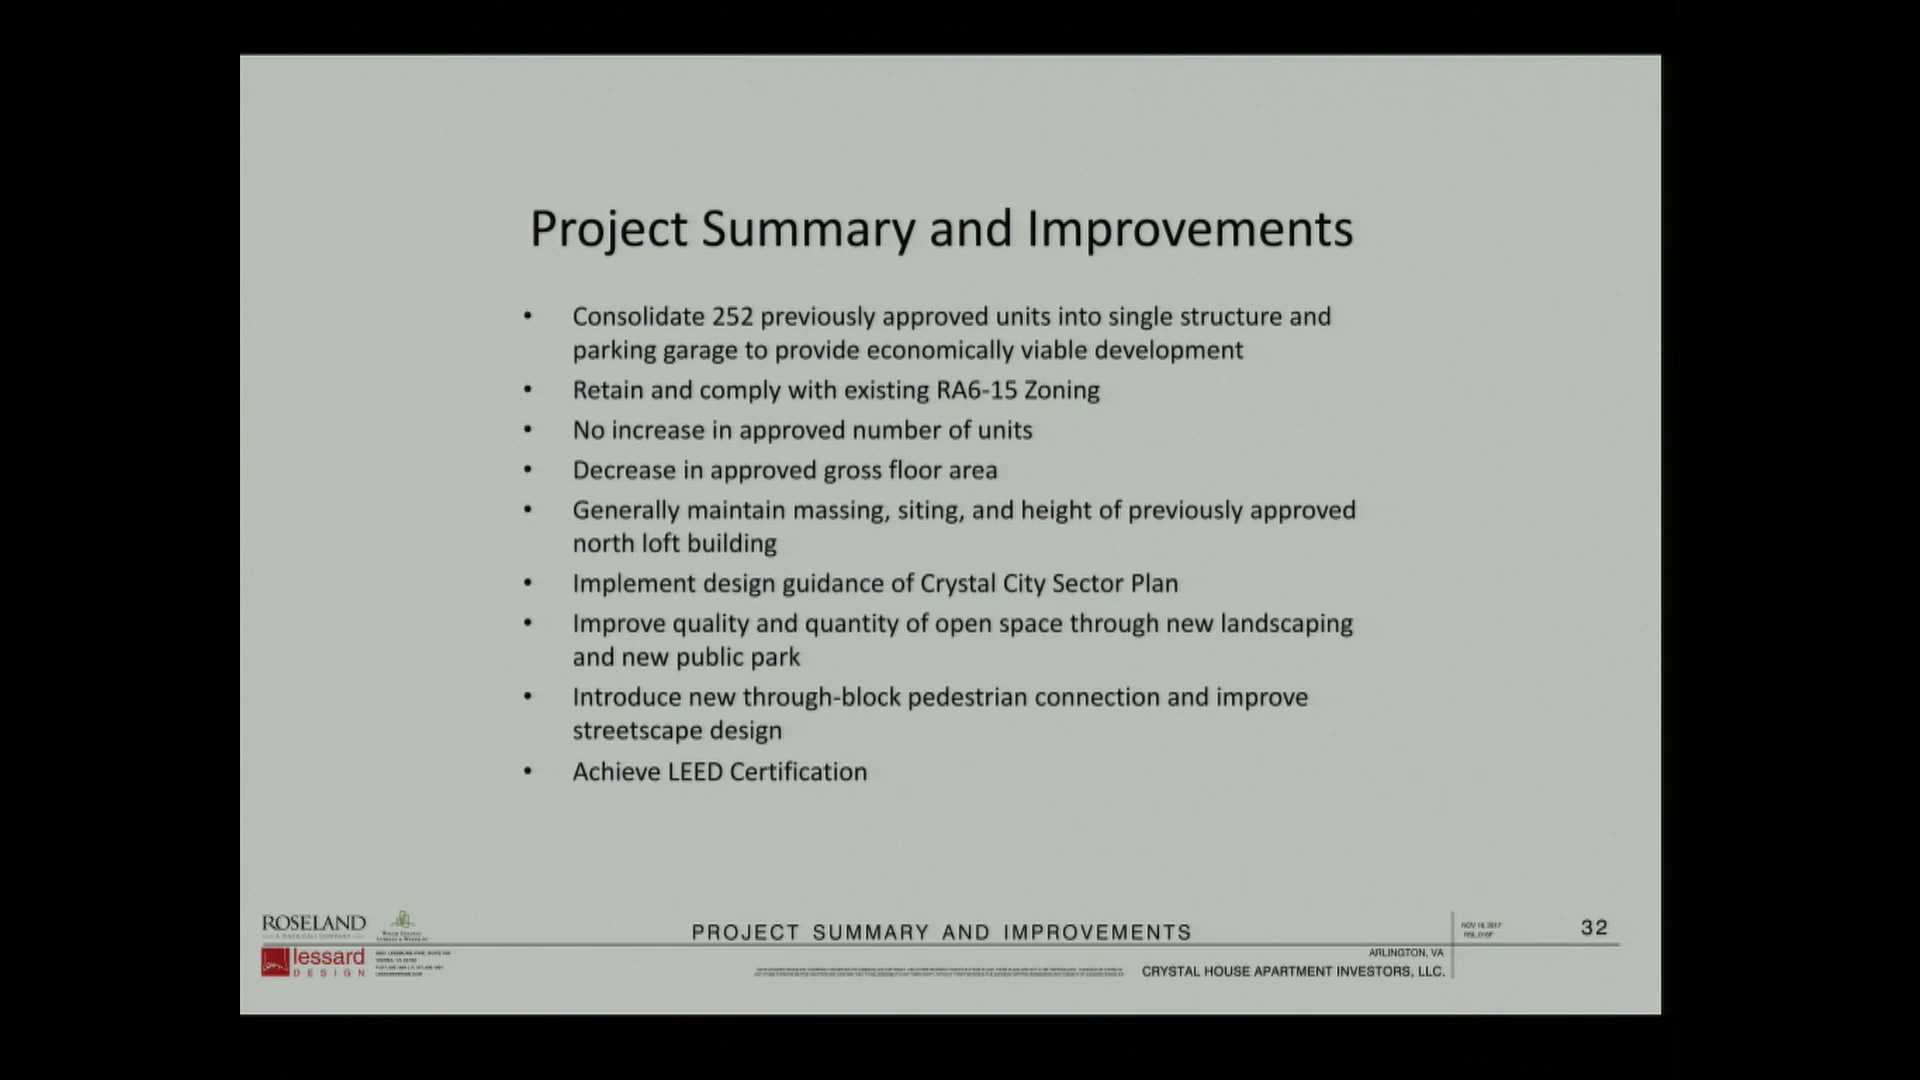 Project Summary and Improvements
• Consolidate 252 previously approved units into single structure and
parking garage to provide economically viable development
• Retain and comply with existing RA6-15 Zoning
• No increase in approved number of units
• Decrease in approved gross floor area
• Generally maintain massing, siting, and height of previously approved
north loft building
• Implement design guidance of Crystal City Sector Plan
• Improve quality and quantity of open space through new landscaping
and new public park
• Introduce new through-block pedestrian connection and improve
streetscape design
• Achieve LEED Certification
ROSELAND
lessard
DESIGN
PROJECT SUMMARY AND IMPROVEMENTS
32
ARLINGTON, VA
CRYSTAL HOUSE APARTMENT INVESTORS, LLC.